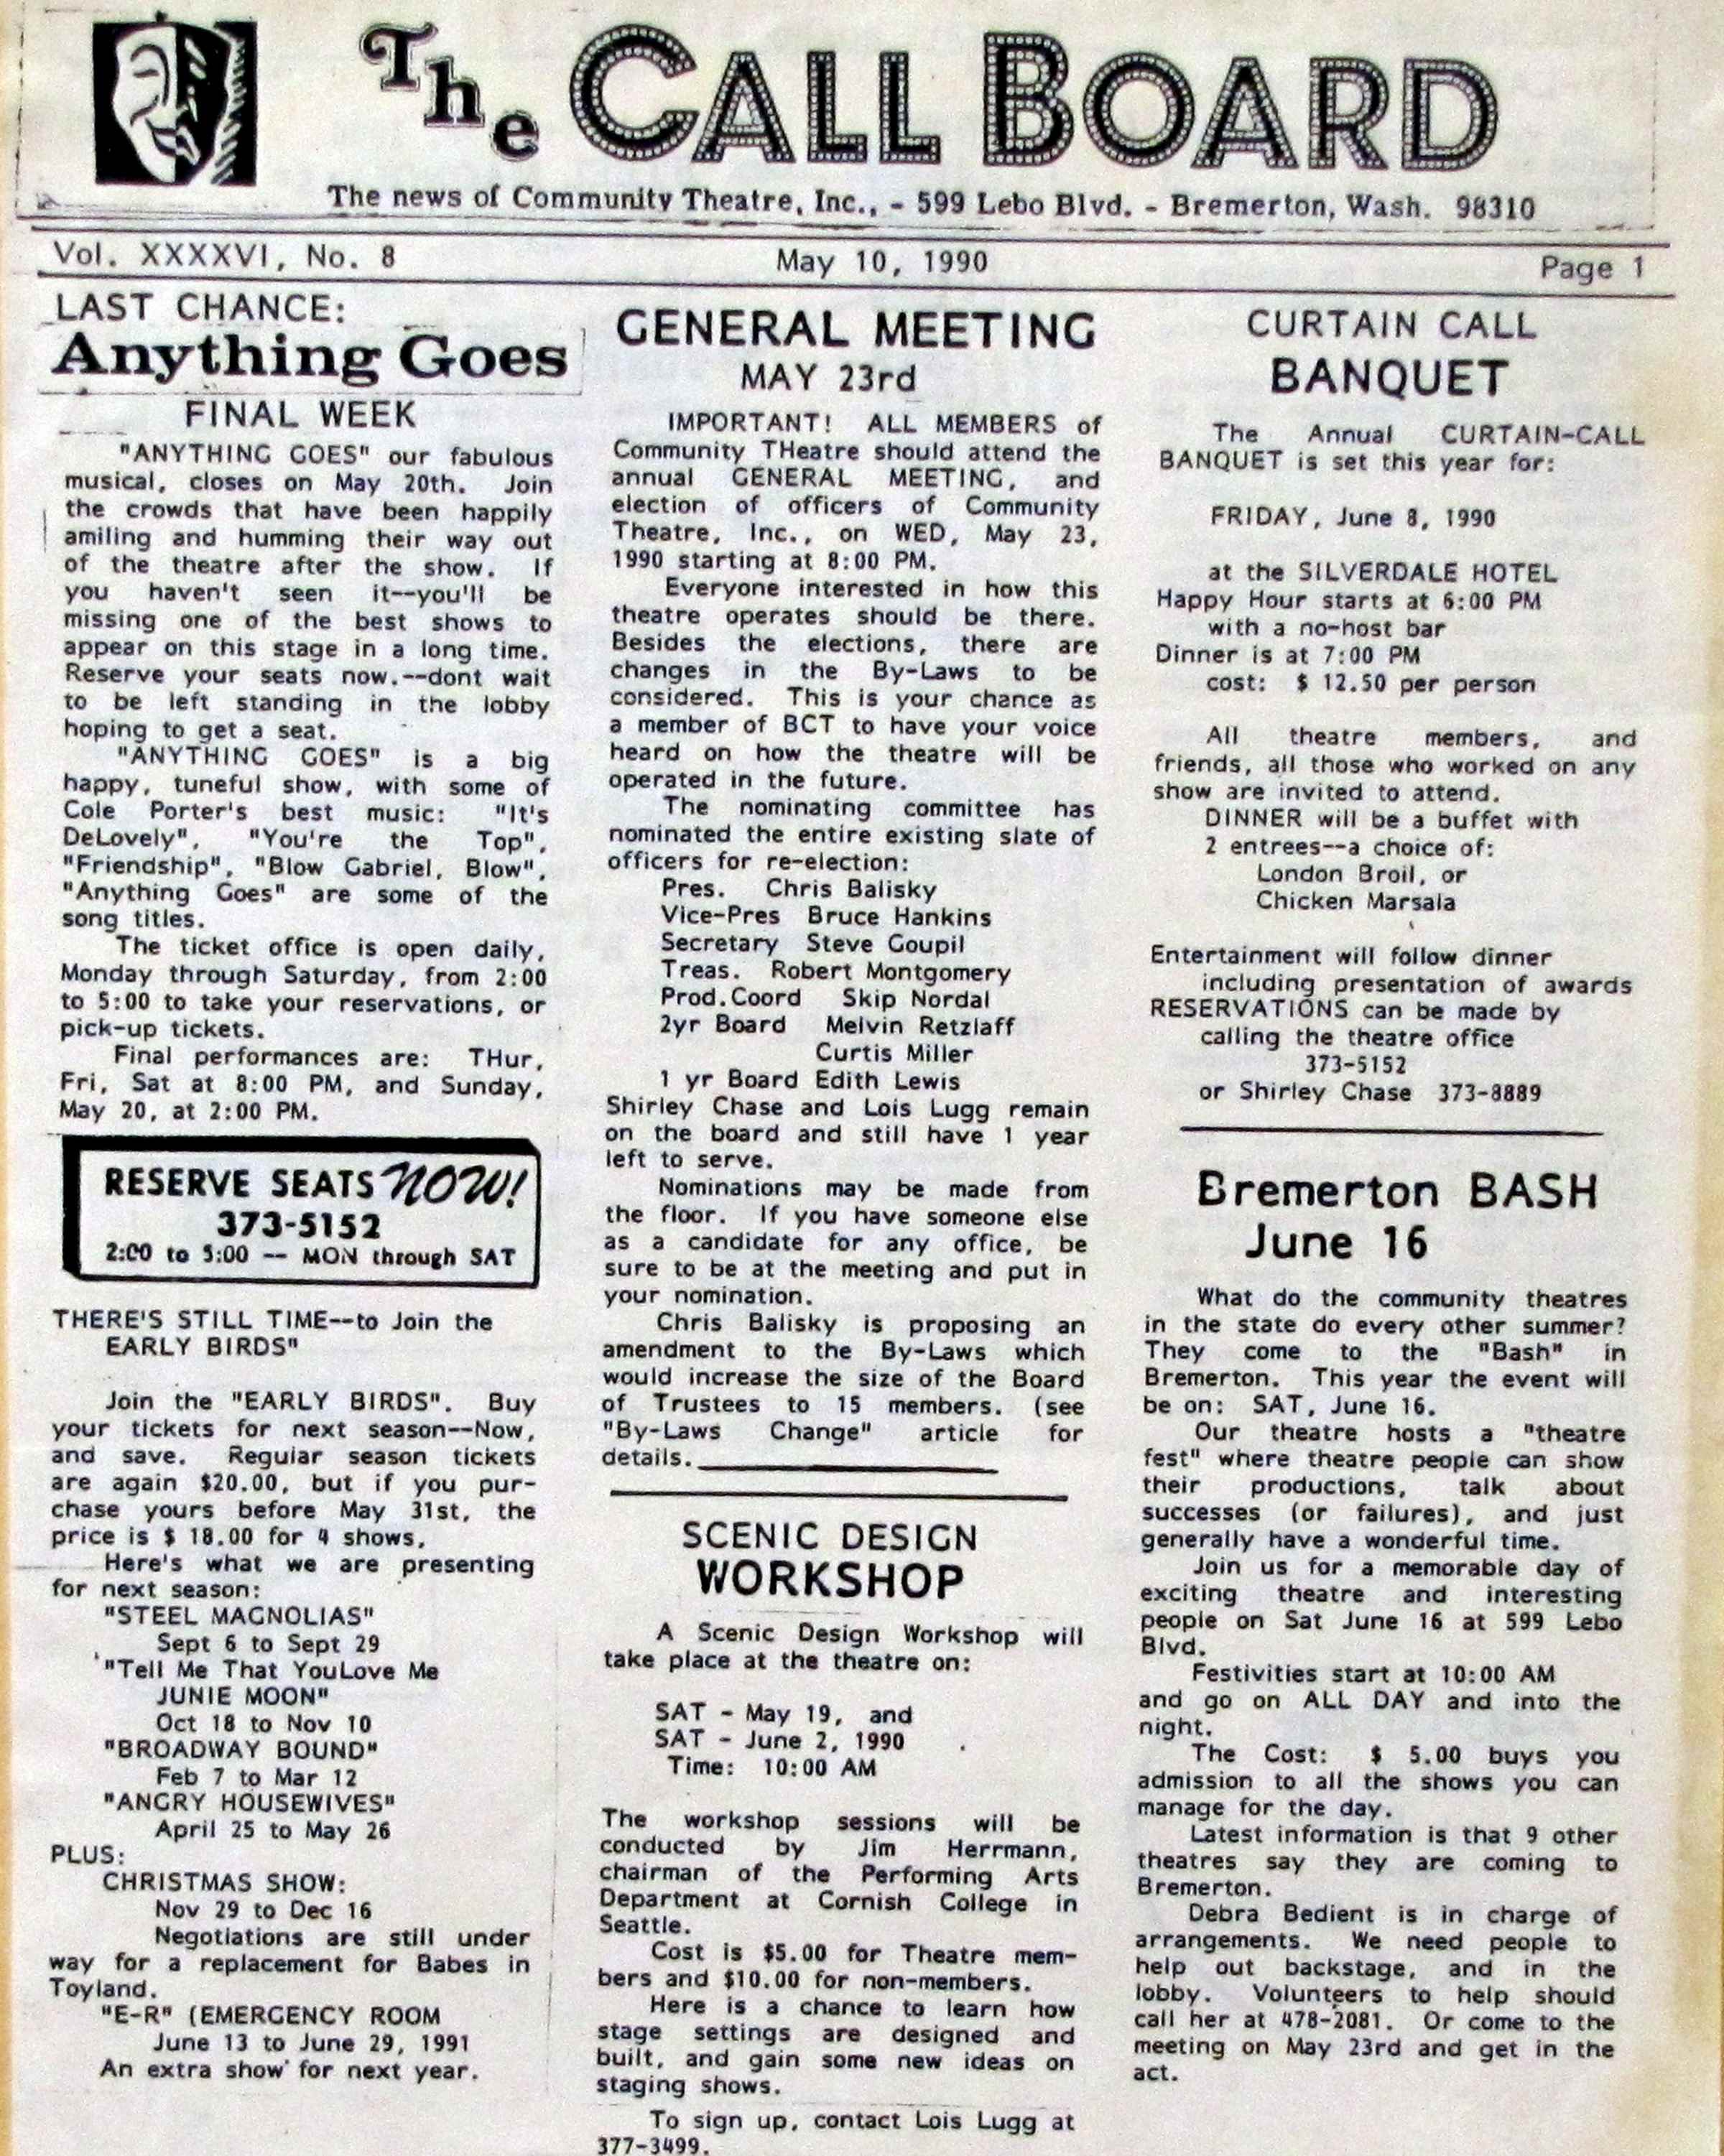 The CALL BOARD
The news of Community Theatre, Inc., - 599 Lebo Blvd. - Bremerton, Wash. 98310
Vol. XXXXVI, No. 8 May 10, 1990 Page 1
LAST CHANCE:
Anything Goes
FINAL WEEK
"ANYTHING GOES" our fabulous
musical, closes on May 20th. Join
the crowds that have been happily
amiling and humming their way out
of the theatre after the show. If
you haven't seen it--you'll be
missing one of the best shows to
appear on this stage in a long time.
Reserve your seats now.--dont wait
to be left standing in the lobby
hoping to get a seat.
"ANYTHING GOES" is a big
happy, tuneful show, with some of
Cole Porter's best music: "It's
DeLovely", "You're the Top",
"Friendship", "Blow Gabriel, Blow",
"Anything Goes" are some of the
song titles.
The ticket office is open daily,
Monday through Saturday, from 2:00
to 5:00 to take your reservations, or
pick-up tickets.
Final performances are: THur,
Fri, Sat at 8:00 PM, and Sunday,
May 20, at 2:00 PM.
RESERVE SEATS NOW!
373-5152
2:00 to 5:00 -- MON through SAT
THERE'S STILL TIME--to Join the
EARLY BIRDS"
Join the "EARLY BIRDS". Buy
your tickets for next season--Now,
and save. Regular season tickets
are again $20.00, but if you pur-
chase yours before May 31st, the
price is $ 18.00 for 4 shows.
Here's what we are presenting
for next season:
"STEEL MAGNOLIAS"
Sept 6 to Sept 29
"Tell Me That YouLove Me
JUNIE MOON"
Oct 18 to Nov 10
"BROADWAY BOUND"
Feb 7 to Mar 12
"ANGRY HOUSEWIVES"
April 25 to May 26
PLUS:
CHRISTMAS SHOW:
Nov 29 to Dec 16
Negotiations are still under
way for a replacement for Babes in
Toyland.
"E-R" (EMERGENCY ROOM
June 13 to June 29, 1991
An extra show for next year.
GENERAL MEETING
MAY 23rd
IMPORTANT! ALL MEMBERS of
Community THeatre should attend the
annual GENERAL MEETING, and
election of officers of Community
Theatre, Inc., on WED, May 23,
1990 starting at 8:00 PM.
Everyone interested in how this
theatre operates should be there.
Besides the elections, there are
changes in the By-Laws to be
considered. This is your chance as
a member of BCT to have your voice
heard on how the theatre will be
operated in the future.
The nominating committee has
nominated the entire existing slate of
officers for re-election:
Pres. Chris Balisky
Vice-Pres Bruce Hankins
Secretary Steve Goupil
Treas. Robert Montgomery
Prod.Coord Skip Nordal
2yr Board Melvin Retzlaff
Curtis Miller
1 yr Board Edith Lewis
Shirley Chase and Lois Lugg remain
on the board and still have 1 year
left to serve.
Nominations may be made from
the floor. If you have someone else
as a candidate for any office, be
sure to be at the meeting and put in
your nomination.
Chris Balisky is proposing an
amendment to the By-Laws which
would increase the size of the Board
of Trustees to 15 members. (see
"By-Laws Change" article for
details.
SCENIC DESIGN
WORKSHOP
A Scenic Design Workshop will
take place at the theatre on:
SAT - May 19, and
SAT - June 2, 1990
Time: 10:00 AM
The workshop sessions will be
conducted by Jim Herrmann,
chairman of the Performing Arts
Department at Cornish College in
Seattle.
Cost is $5.00 for Theatre mem-
bers and $10.00 for non-members.
Here is a chance to learn how
stage settings are designed and
built, and gain some new ideas on
staging shows.
To sign up, contact Lois Lugg at
377-3499.
CURTAIN CALL
BANQUET
The Annual CURTAIN-CALL
BANQUET is set this year for:
FRIDAY, June 8, 1990
at the SILVERDALE HOTEL
Happy Hour starts at 6:00 PM
with a no-host bar
Dinner is at 7:00 PM
cost: $ 12.50 per person
All theatre members, and
friends, all those who worked on any
show are invited to attend.
DINNER will be a buffet with
2 entrees--a choice of:
London Broil, or
Chicken Marsala
Entertainment will follow dinner
including presentation of awards
RESERVATIONS can be made by
calling the theatre office
373-5152
or Shirley Chase 373-8889
Bremerton BASH
June 16
What do the community theatres
in the state do every other summer?
They come to the "Bash" in
Bremerton. This year the event will
be on: SAT, June 16.
Our theatre hosts a "theatre
fest" where theatre people can show
their productions, talk about
successes (or failures), and just
generally have a wonderful time.
Join us for a memorable day of
exciting theatre and interesting
people on Sat June 16 at 599 Lebo
Blvd.
Festivities start at 10:00 AM
and go on ALL DAY and into the
night.
The Cost: $ 5.00 buys you
admission to all the shows you can
manage for the day.
Latest information is that 9 other
theatres say they are coming to
Bremerton.
Debra Bedient is in charge of
arrangements. We need people to
help out backstage, and in the
lobby. Volunteers to help should
call her at 478-2081. Or come to the
meeting on May 23rd and get in the
act.